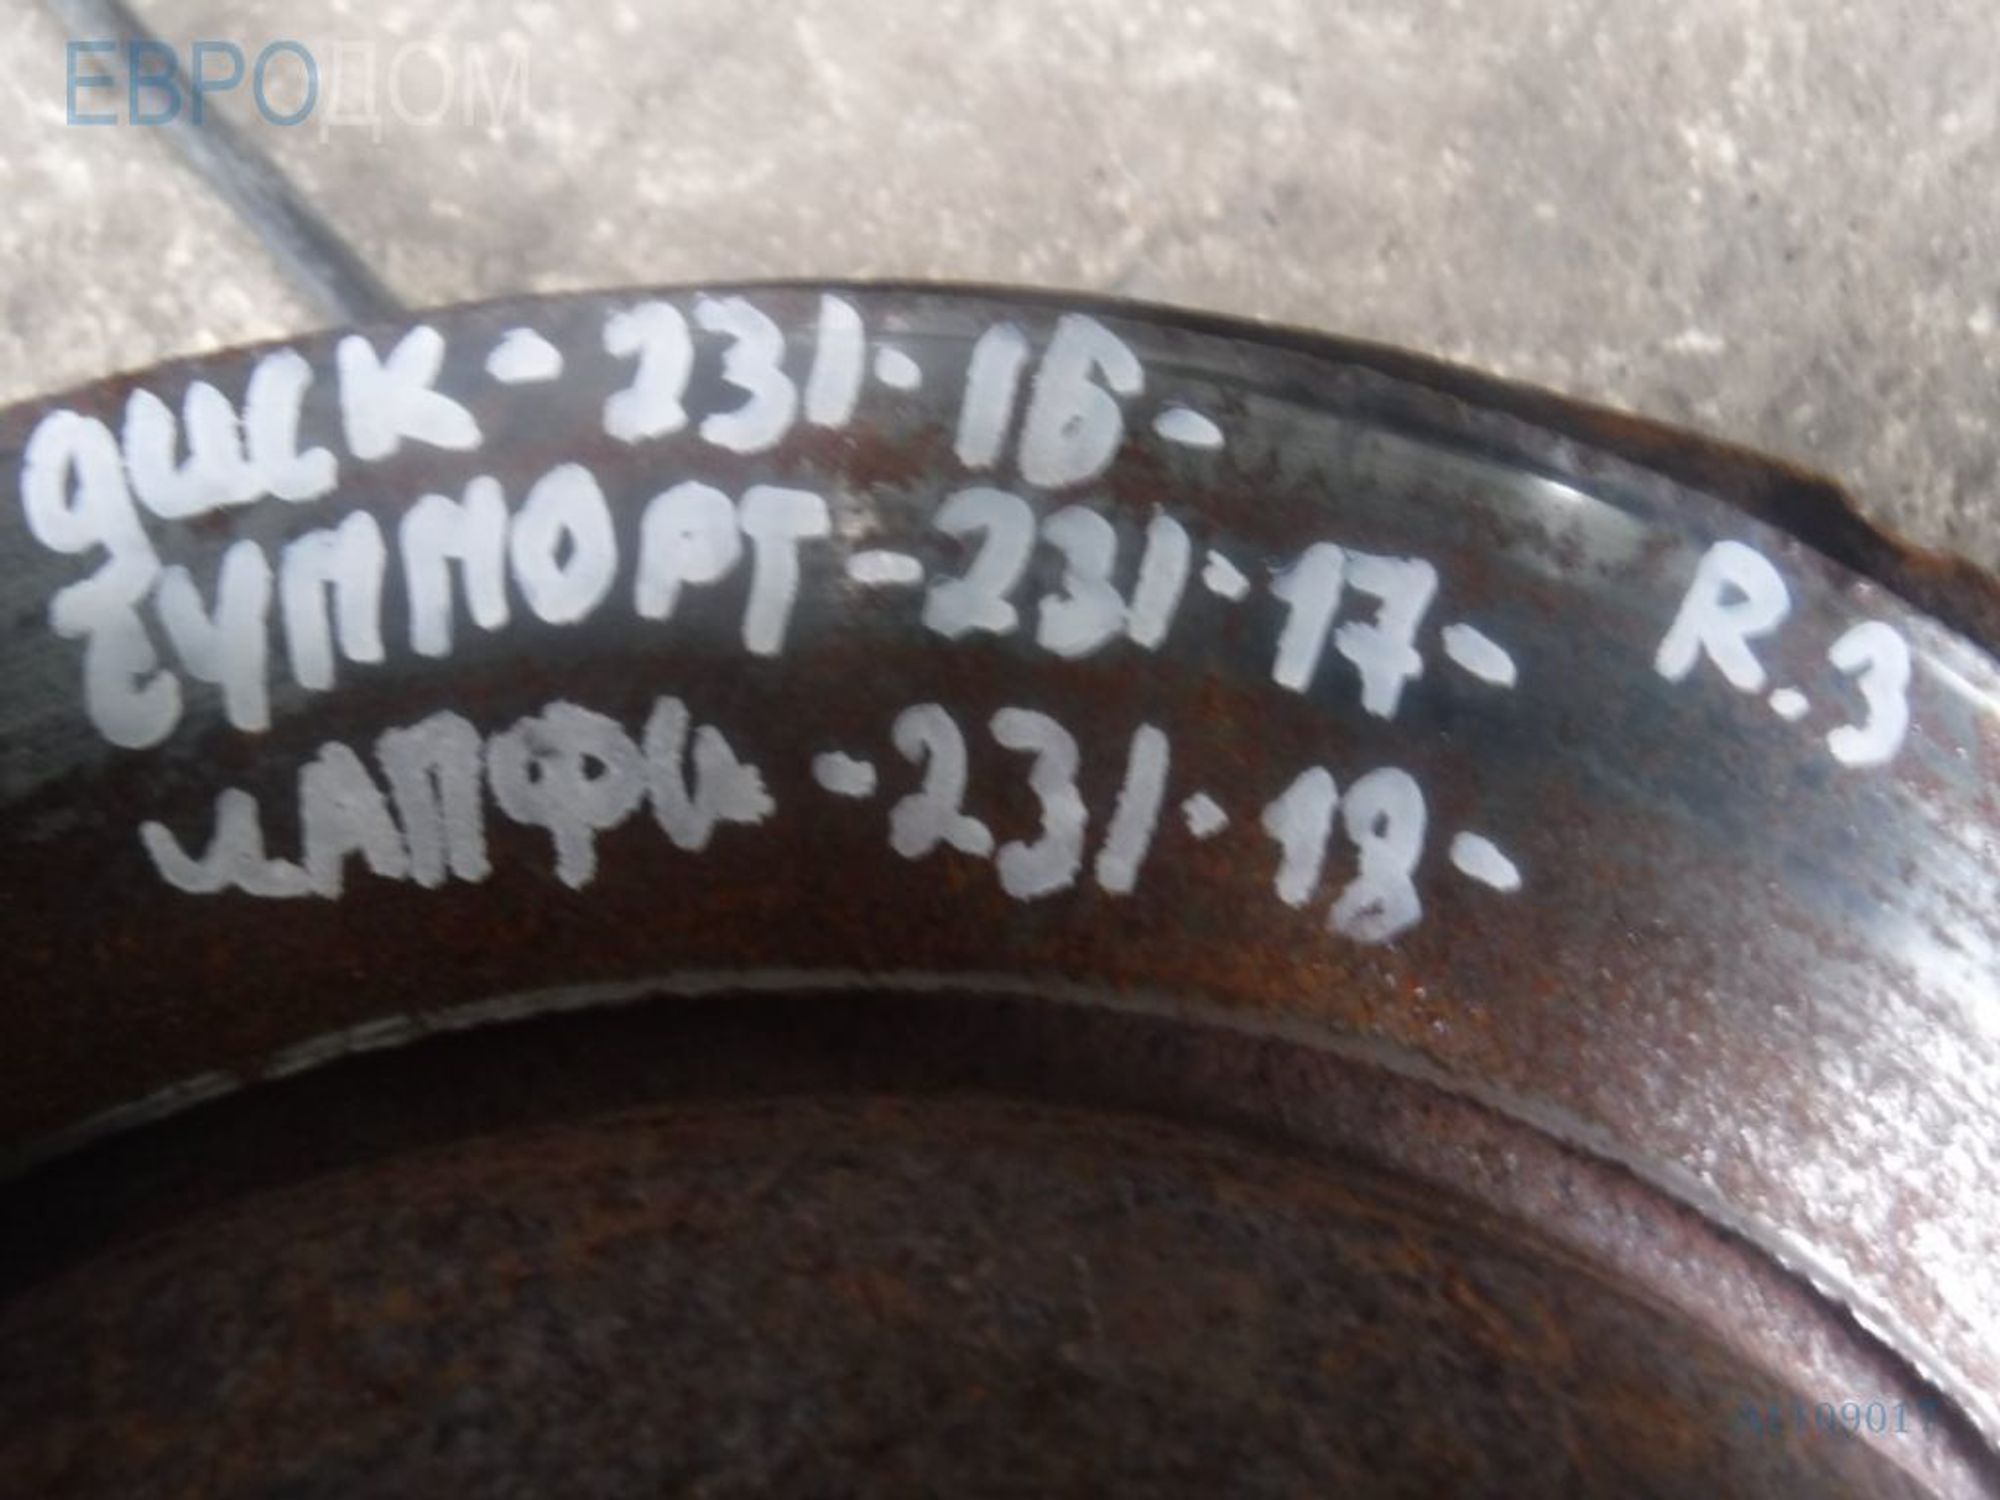 ЕВРОДОМ
диск - 231-16-
суппорт - 231-17- R.3
цапфа - 231-18-